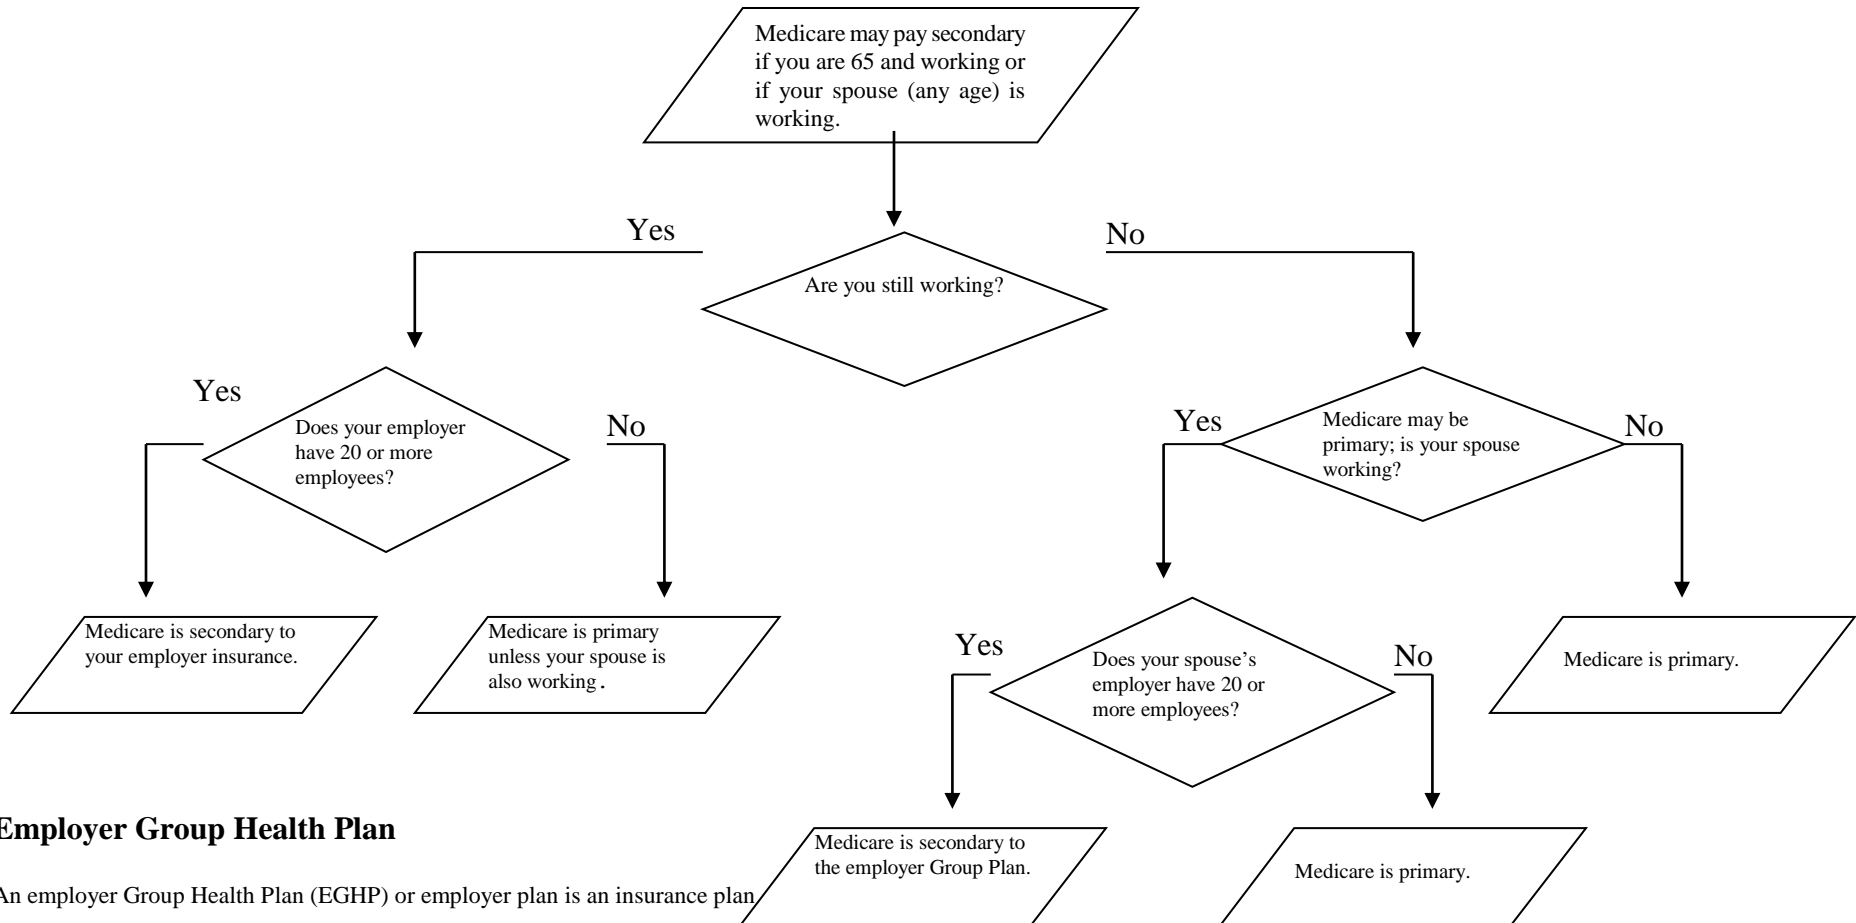 Medicare may pay secondary
if you are 65 and working or
if your spouse (any age) is
working.
Yes
No
Are you still working?
Yes
Does your employer
have 20 or more
employees?
No
Yes
Medicare may be
primary; is your spouse
working?
No
Medicare is secondary to
your employer insurance.
Medicare is primary
unless your spouse is
also working.
Yes
Does your spouse’s
employer have 20 or
more employees?
No
Medicare is primary.
Employer Group Health Plan
An employer Group Health Plan (EGHP) or employer plan is an insurance plan
Medicare is secondary to
the employer Group Plan.
Medicare is primary.